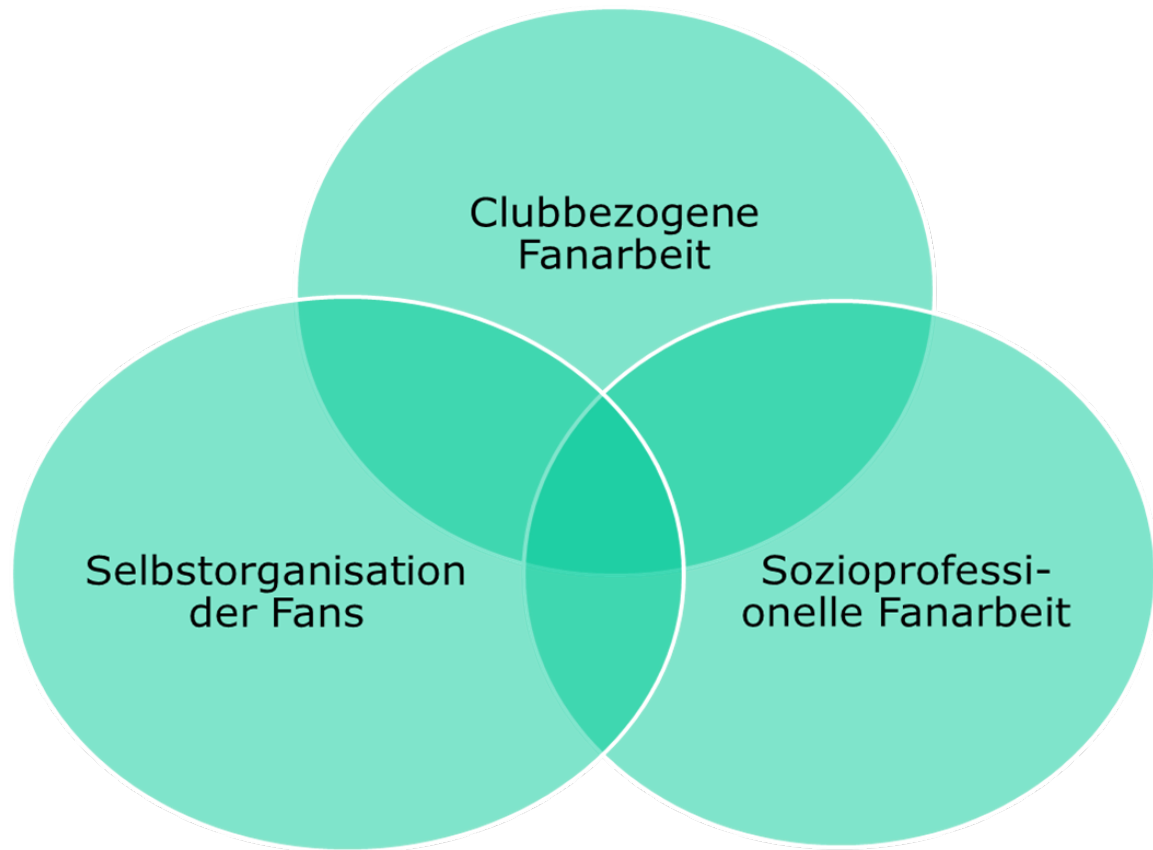 Clubbezogene
Fanarbeit
Selbstorganisation
der Fans
Sozioprofessi-
onelle Fanarbeit